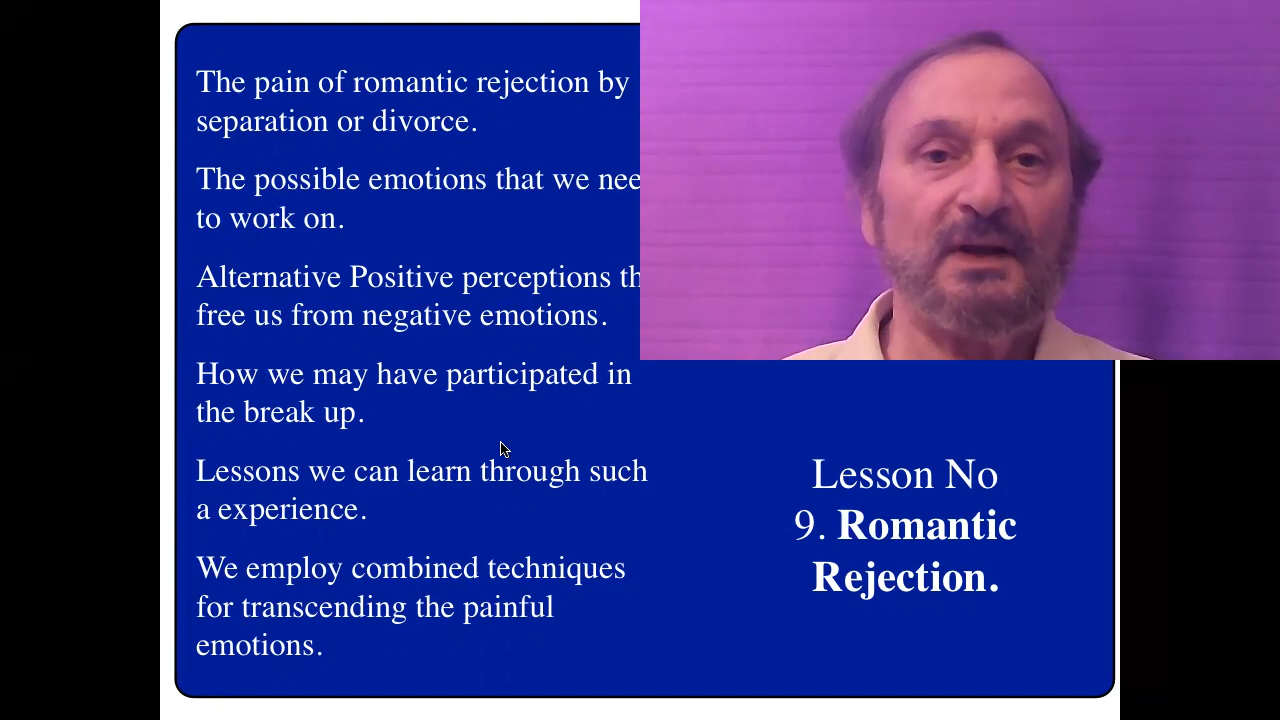 The pain of romantic rejection by
separation or divorce.
The possible emotions that we nee
to work on.
Alternative Positive perceptions th
free us from negative emotions.
How we may have participated in
the break up.
Lessons we can learn through such
a experience.
We employ combined techniques
for transcending the painful
emotions.
Lesson No
9. Romantic
Rejection.